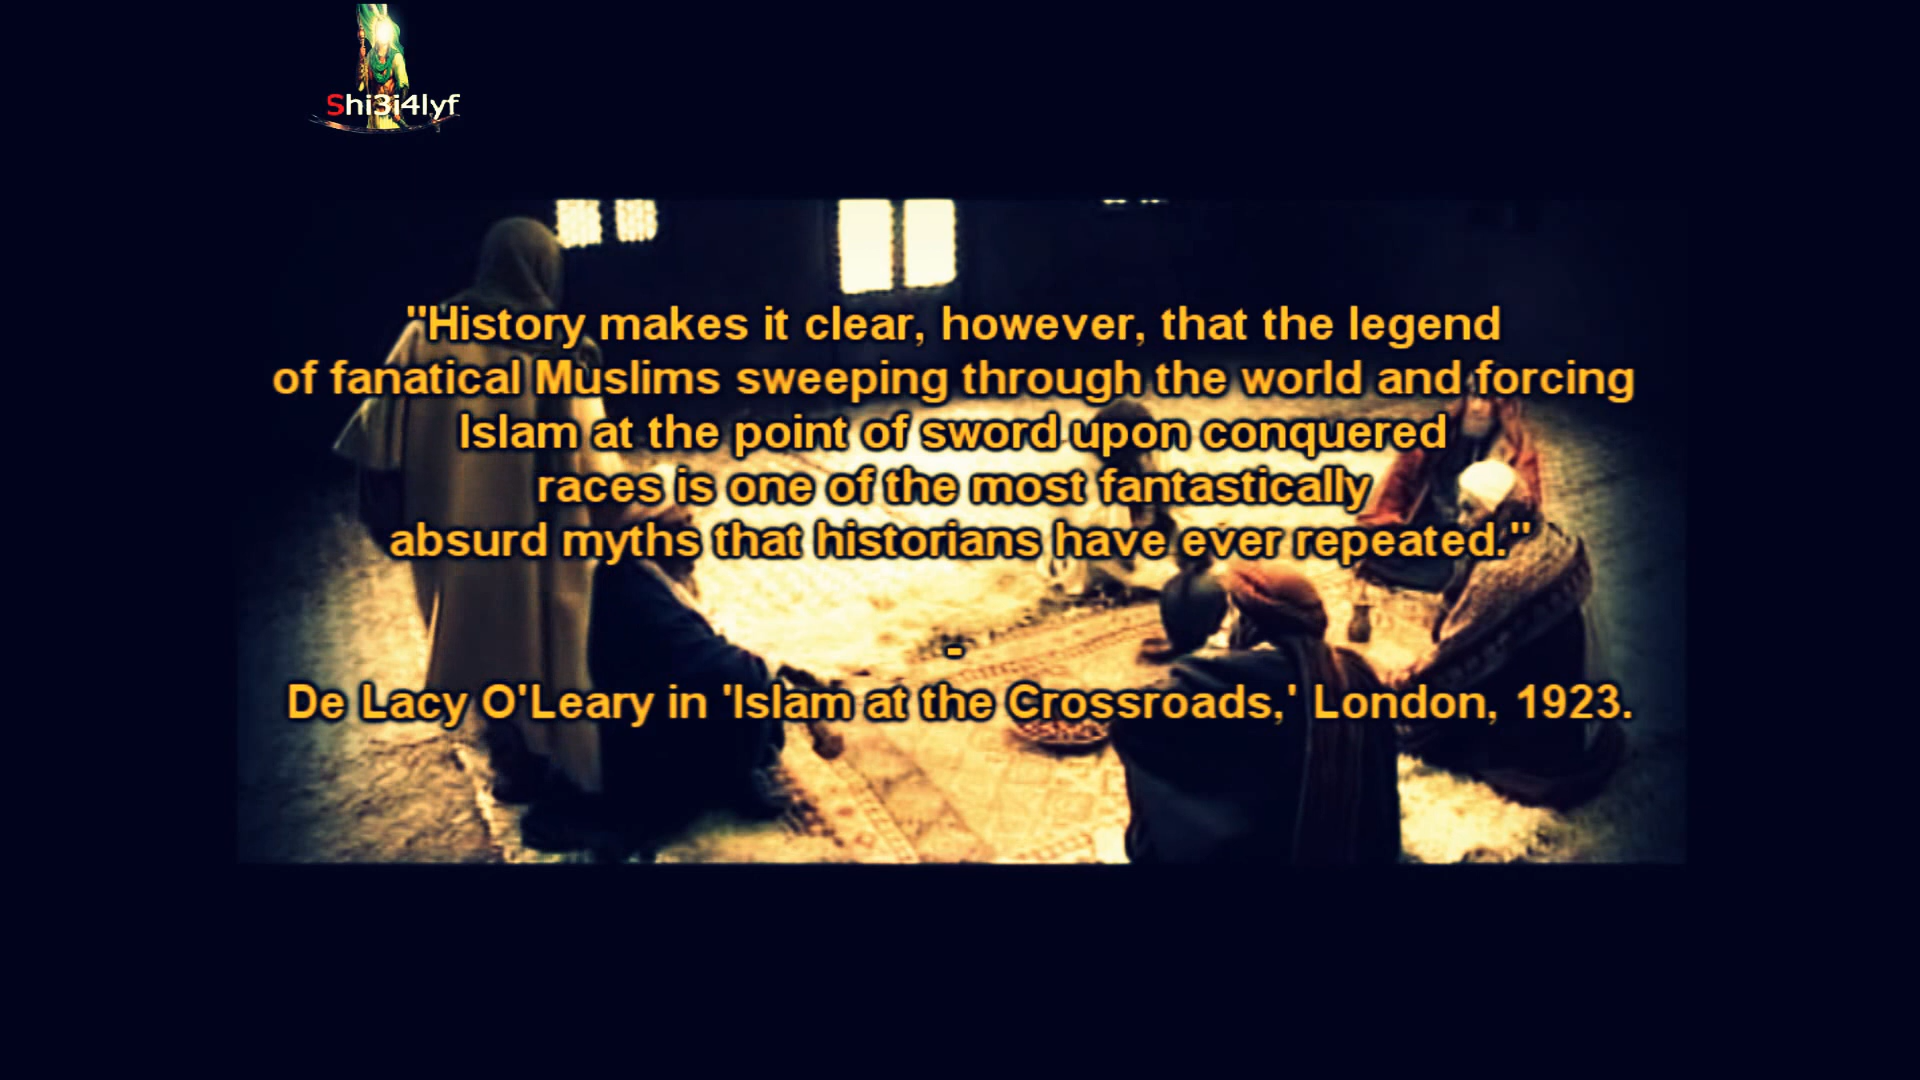 Shi3i4lyf
"History makes it clear, however, that the legend
of fanatical Muslims sweeping through the world and forcing
Islam at the point of sword upon conquered
races is one of the most fantastically
absurd myths that historians have ever repeated."
-
De Lacy O'Leary in 'Islam at the Crossroads,' London, 1923.